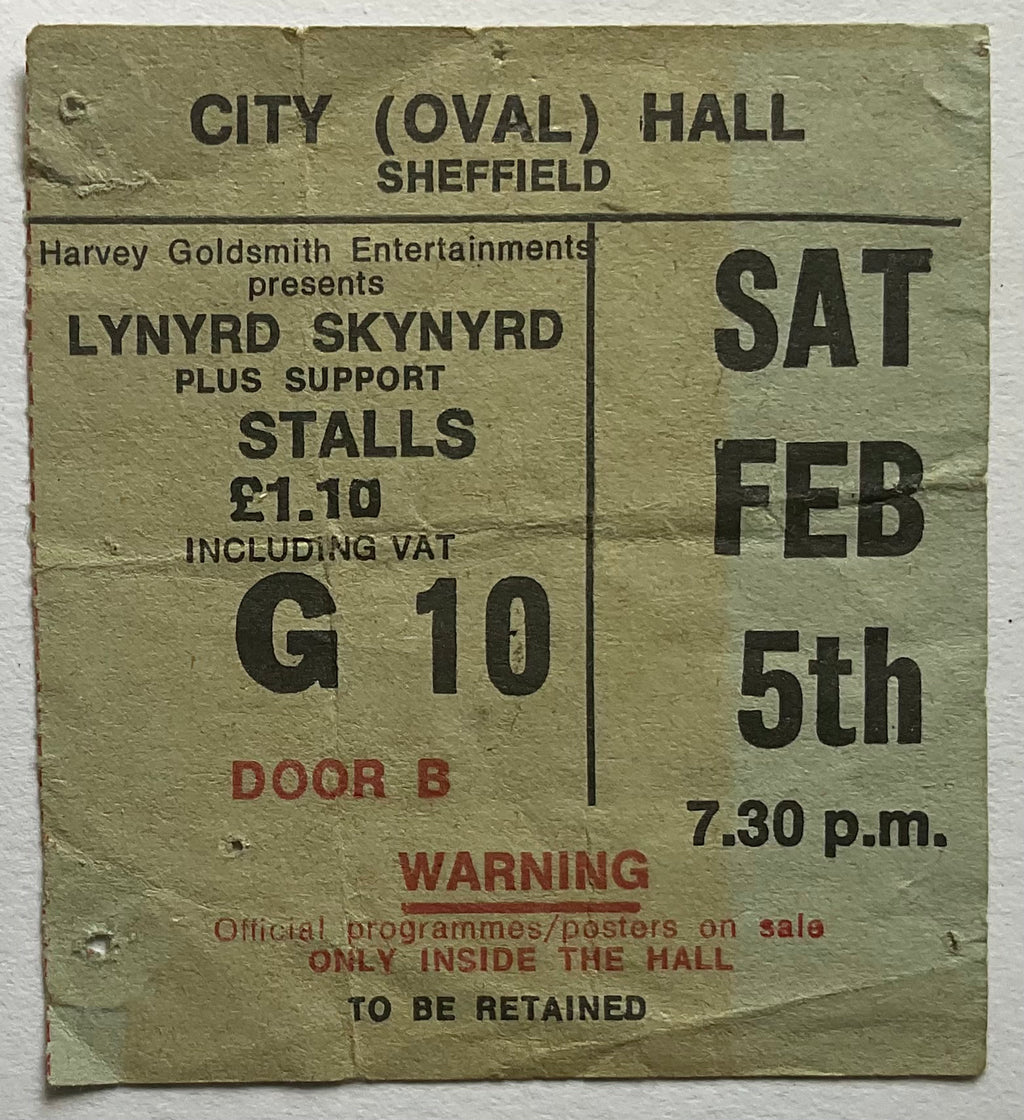 CITY (OVAL) HALL
SHEFFIELD
Harvey Goldsmith Entertainments
presents
LYNYRD SKYNYRD
PLUS SUPPORT
STALLS
£1.10
INCLUDING VAT
G 10
DOOR B
SAT
FEB
5th
7.30 p.m.
WARNING
Official programmes/posters on sale
ONLY INSIDE THE HALL
TO BE RETAINED